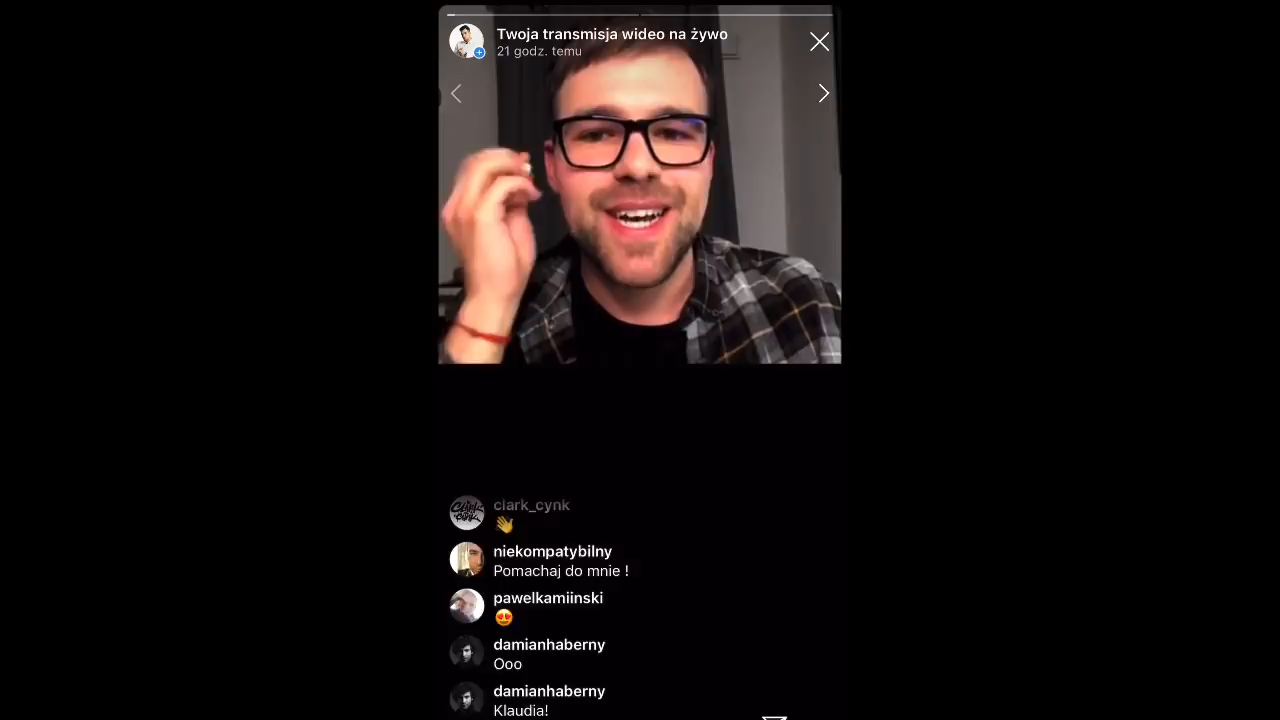 Twoja transmisja wideo na żywo
21 godz. temu
clark_cynk
👋
niekompatybilny
Pomachaj do mnie !
pawelkamiinski
😍
damianhaberny
Ooo
damianhaberny
Klaudia!